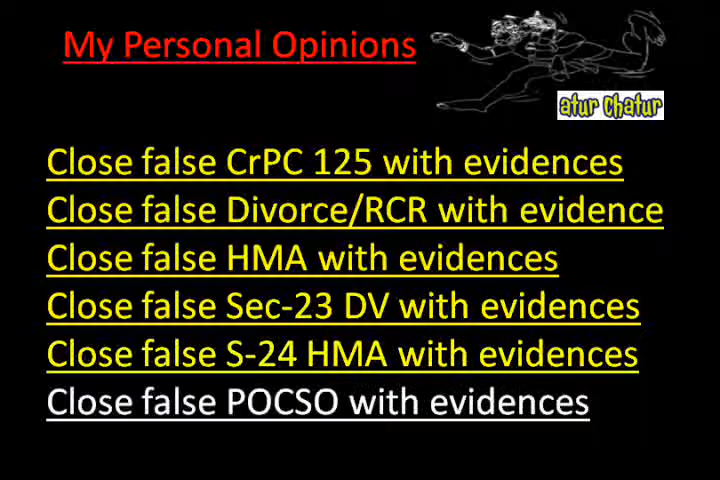 My Personal Opinions
atur chatur
Close false CrPC 125 with evidences
Close false Divorce/RCR with evidence
Close false HMA with evidences
Close false Sec-23 DV with evidences
Close false S-24 HMA with evidences
Close false POCSO with evidences